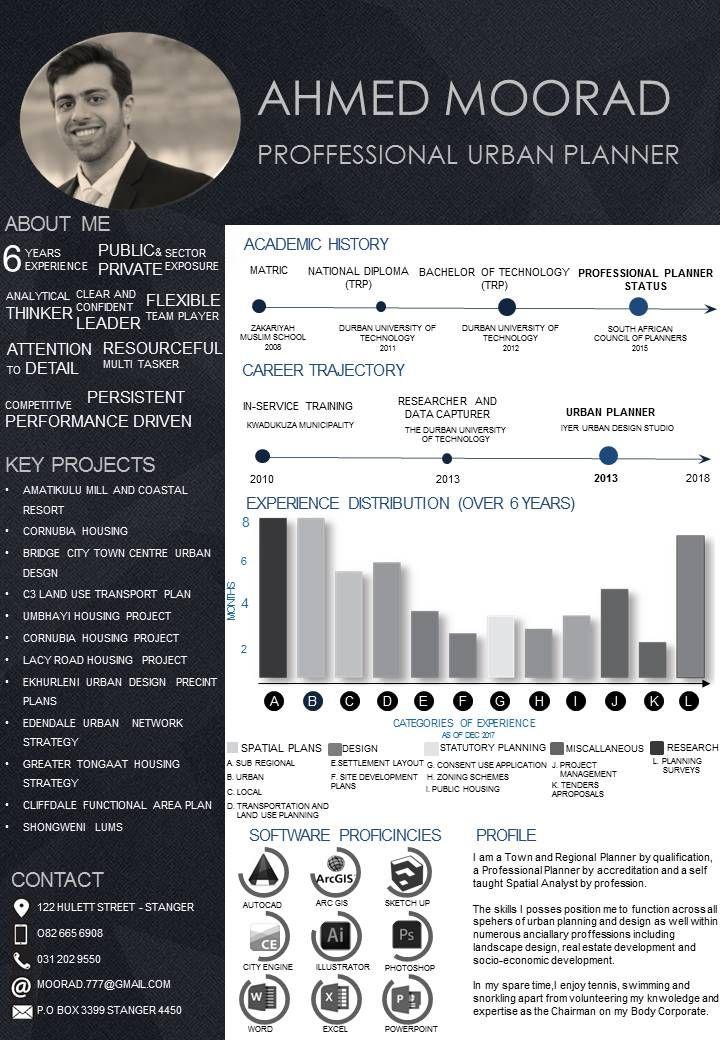 AHMED MOORAD
PROFFESSIONAL URBAN PLANNER
ABOUT ME
6 YEARS EXPERIENCE
PUBLIC & PRIVATE SECTOR EXPOSURE
ANALYTICAL THINKER
CLEAR AND CONFIDENT LEADER
FLEXIBLE TEAM PLAYER
ATTENTION TO DETAIL
RESOURCEFUL MULTI TASKER
COMPETITIVE PERSISTENT
PERFORMANCE DRIVEN
KEY PROJECTS
• AMATIKULU MILL AND COASTAL
RESORT
• CORNUBIA HOUSING
• BRIDGE CITY TOWN CENTRE URBAN
DESGN
• C3 LAND USE TRANSPORT PLAN
• UMBHAYI HOUSING PROJECT
• CORNUBIA HOUSING PROJECT
• LACY ROAD HOUSING PROJECT
• EKHURLENI URBAN DESIGN PRECINT
PLANS
• EDENDALE URBAN NETWORK
STRATEGY
• GREATER TONGAAT HOUSING
STRATEGY
• CLIFFDALE FUNCTIONAL AREA PLAN
• SHONGWENI LUMS
CONTACT
122 HULETT STREET - STANGER
O82 665 6908
031 202 9550
@ MOORAD.777@GMAIL.COM
P.O BOX 3399 STANGER 4450
ACADEMIC HISTORY
MATRIC
ZAKARIYAH
MUSLIM SCHOOL
2008
NATIONAL DIPLOMA
(TRP)
DURBAN UNIVERSITY OF
TECHNOLOGY
2011
BACHELOR OF TECHNOLOGY
(TRP)
DURBAN UNIVERSITY OF
TECHNOLOGY
2012
PROFESSIONAL PLANNER
STATUS
SOUTH AFRICAN
COUNCIL OF PLANNERS
2015
CAREER TRAJECTORY
IN-SERVICE TRAINING
KWADUKUZA MUNICIPALITY
2010
RESEARCHER AND
DATA CAPTURER
THE DURBAN UNIVERSITY
OF TECHNOLOGY
2013
URBAN PLANNER
IYER URBAN DESIGN STUDIO
2013
2018
EXPERIENCE DISTRIBUTION (OVER 6 YEARS)
8
6
4
2
MONTHS
A B C D E F G H I J K L
CATEGORIES OF EXPERIENCE
AS OF DEC 2017
SPATIAL PLANS
A. SUB REGIONAL
B. URBAN
C. LOCAL
D. TRANSPORTATION AND
LAND USE PLANNING
DESIGN
E.SETTLEMENT LAYOUT
F. SITE DEVELOPMENT
PLANS
STATUTORY PLANNING
G. CONSENT USE APPLICATION
H. ZONING SCHEMES
I. PUBLIC HOUSING
MISCALLANEOUS
J. PROJECT
MANAGEMENT
K. TENDERS
APROPOSALS
RESEARCH
L. PLANNING
SURVEYS
SOFTWARE PROFICINCIES
AUTOCAD
ArcGIS
ARC GIS
SKETCH UP
CE
CITY ENGINE
Ai
ILLUSTRATOR
Ps
PHOTOSHOP
W
WORD
X
EXCEL
P
POWERPOINT
PROFILE
I am a Town and Regional Planner by qualification,
a Professional Planner by accreditation and a self
taught Spatial Analyst by profession.
The skills I posses position me to function across all
spehers of urban planning and design as well within
numerous anciallary proffessions including
landscape design, real estate development and
socio-economic development.
In my spare time,I enjoy tennis, swimming and
snorkling apart from volunteering my knwoledge and
expertise as the Chairman on my Body Corporate.